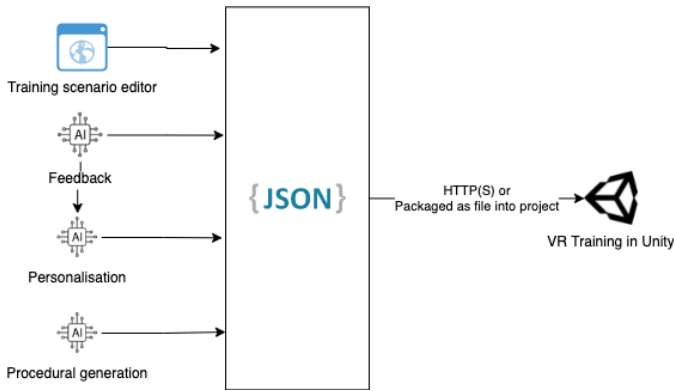 Training scenario editor
AI
Feedback
AI
Personalisation
AI
Procedural generation
{JSON}
HTTP(S) or
Packaged as file into project
VR Training in Unity